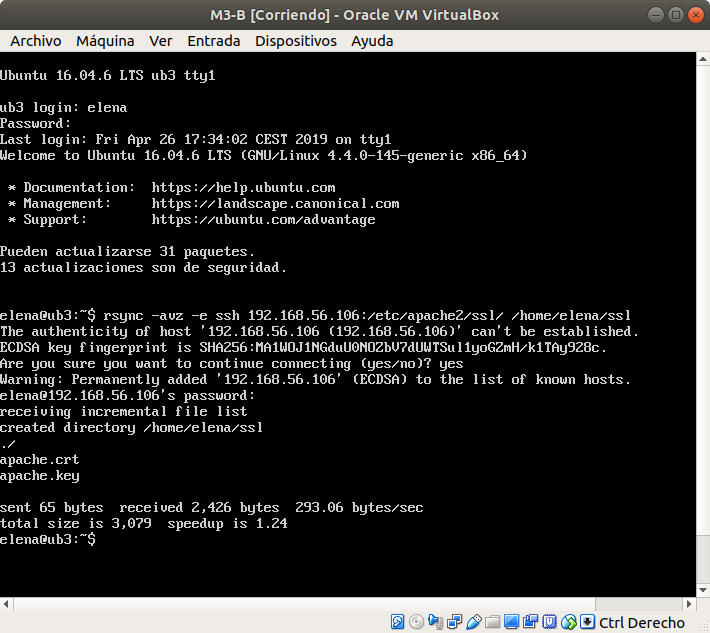 M3-B [Corriendo] - Oracle VM VirtualBox
Archivo Máquina Ver Entrada Dispositivos Ayuda
Ubuntu 16.04.6 LTS ub3 tty1
ub3 login: elena
Password:
Last login: Fri Apr 26 17:34:02 CEST 2019 on tty1
Welcome to Ubuntu 16.04.6 LTS (GNU/Linux 4.4.0-145-generic x86_64)
* Documentation:  https://help.ubuntu.com
* Management:     https://landscape.canonical.com
* Support:        https://ubuntu.com/advantage
Pueden actualizarse 31 paquetes.
13 actualizaciones son de seguridad.
elena@ub3:~$ rsync -avz -e ssh 192.168.56.106:/etc/apache2/ssl/ /home/elena/ssl
The authenticity of host '192.168.56.106 (192.168.56.106)' can't be established.
ECDSA key fingerprint is SHA256:MA1WOJ1NGduU0NOZbV7dUWTSul1yoGZmH/k1TAy928c.
Are you sure you want to continue connecting (yes/no)? yes
Warning: Permanently added '192.168.56.106' (ECDSA) to the list of known hosts.
elena@192.168.56.106's password:
receiving incremental file list
created directory /home/elena/ssl
./
apache.crt
apache.key
sent 65 bytes  received 2,426 bytes  293.06 bytes/sec
total size is 3,079  speedup is 1.24
elena@ub3:~$
Ctrl Derecho